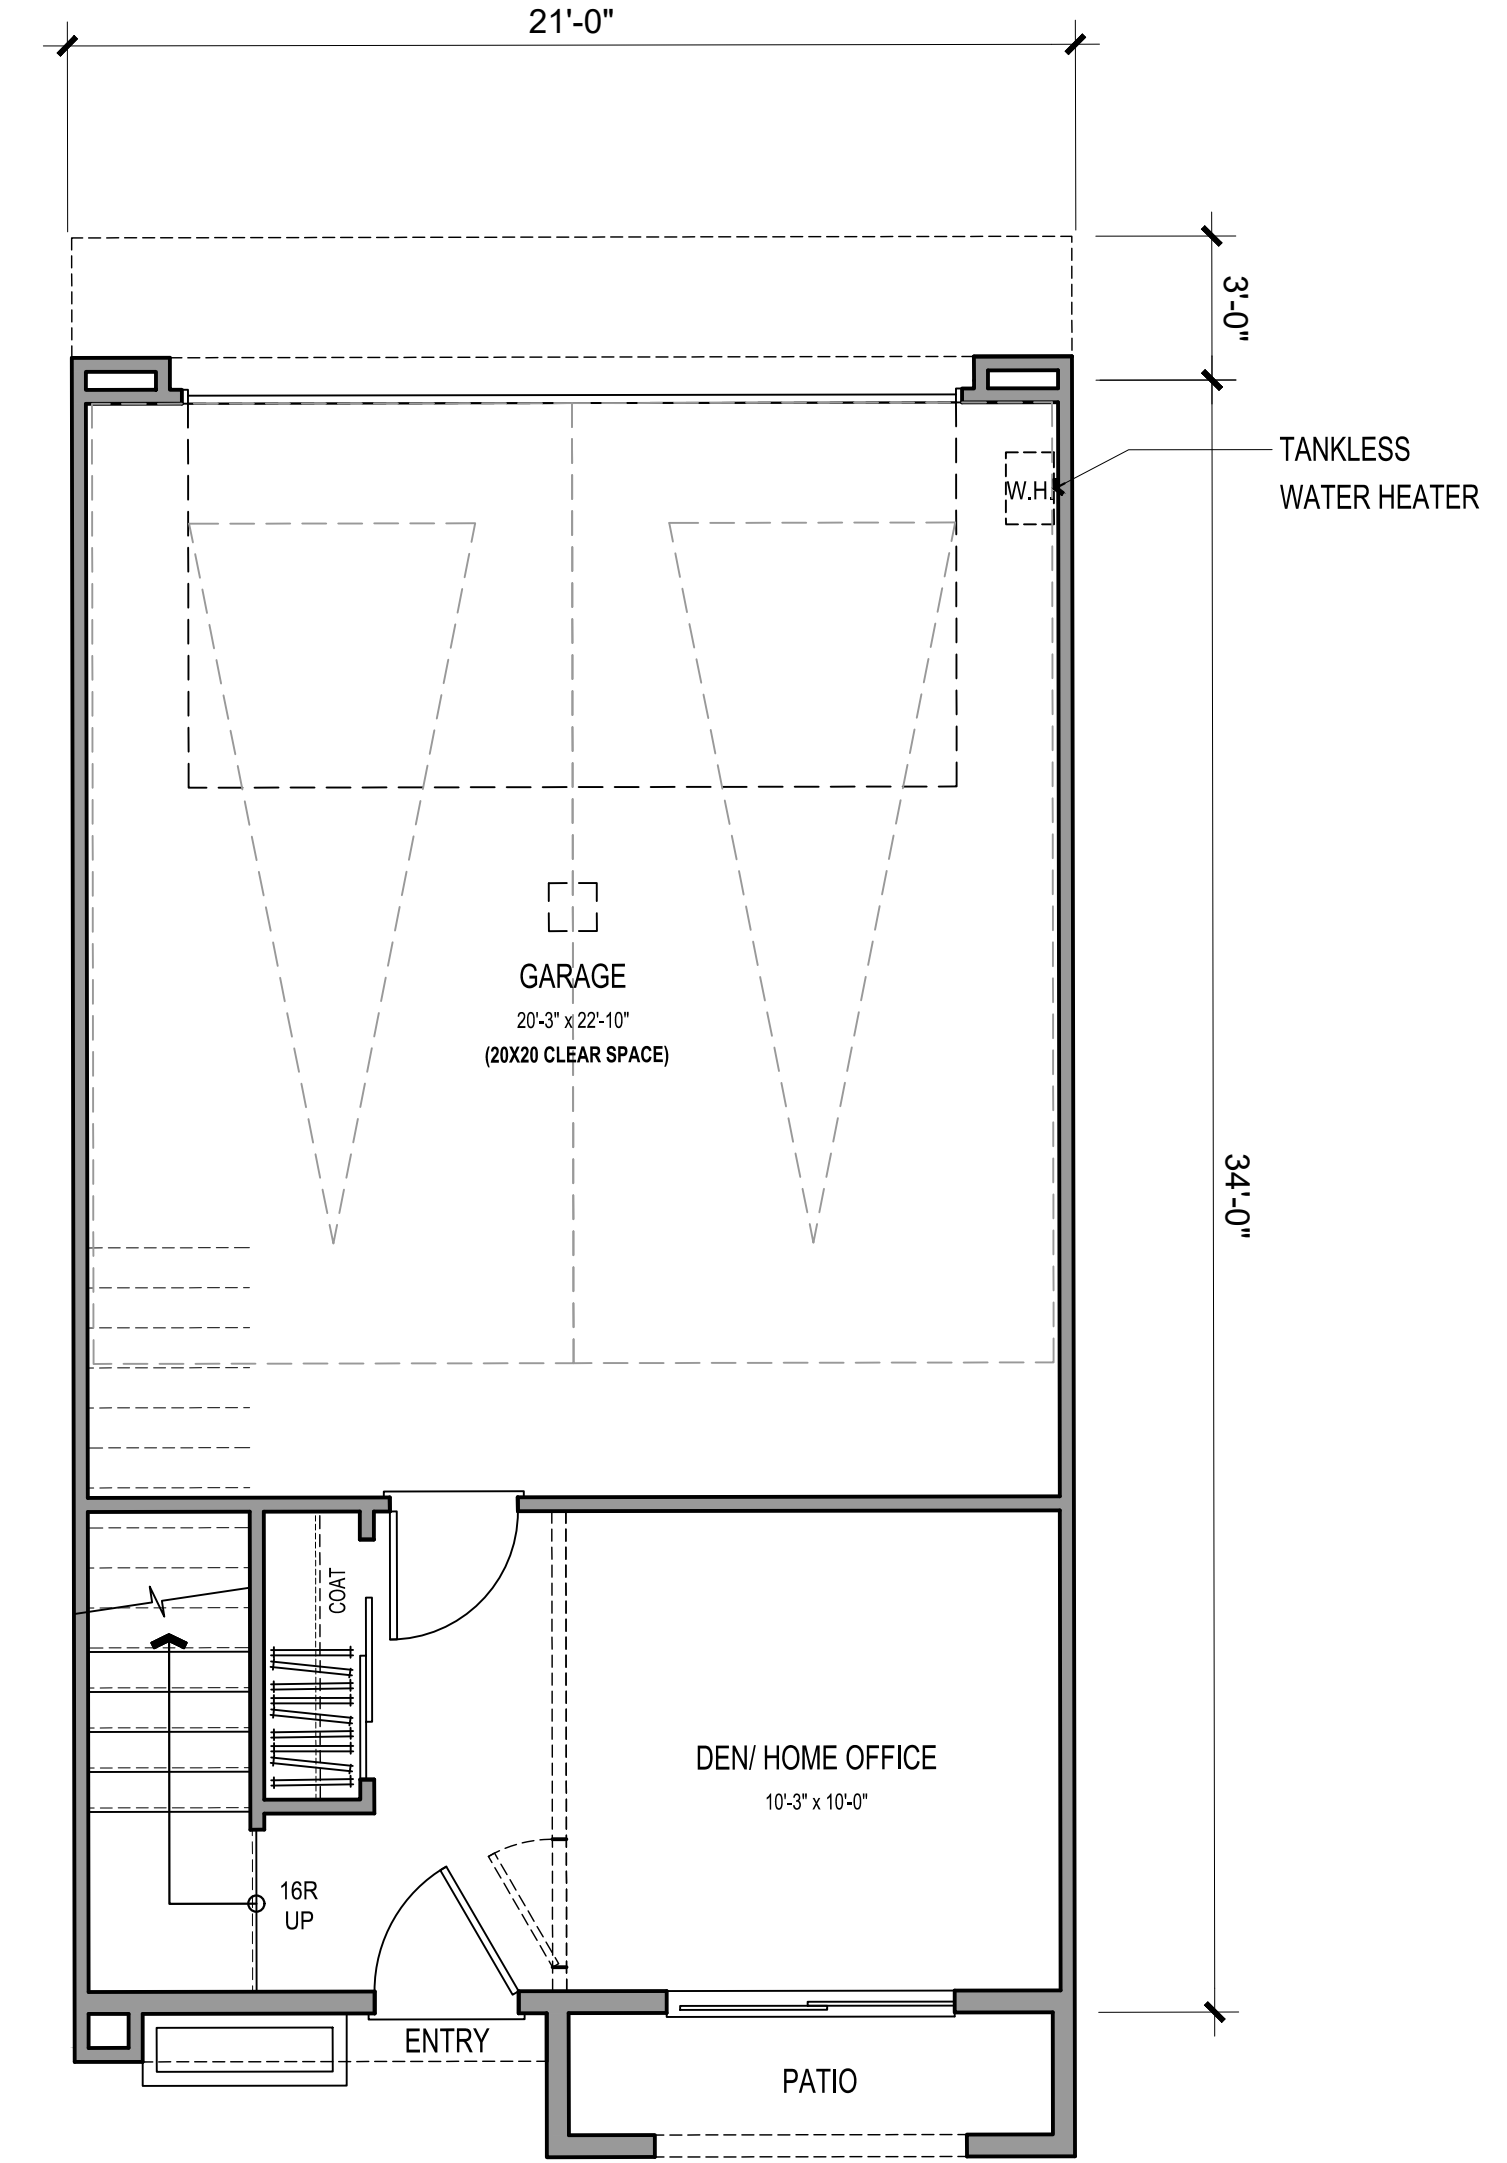 21'-0"
3'-0"
TANKLESS
WATER HEATER
W.H.
GARAGE
20'-3" x 22'-10"
(20X20 CLEAR SPACE)
34'-0"
COAT
DEN/ HOME OFFICE
10'-3" x 10'-0"
16R
UP
ENTRY
PATIO